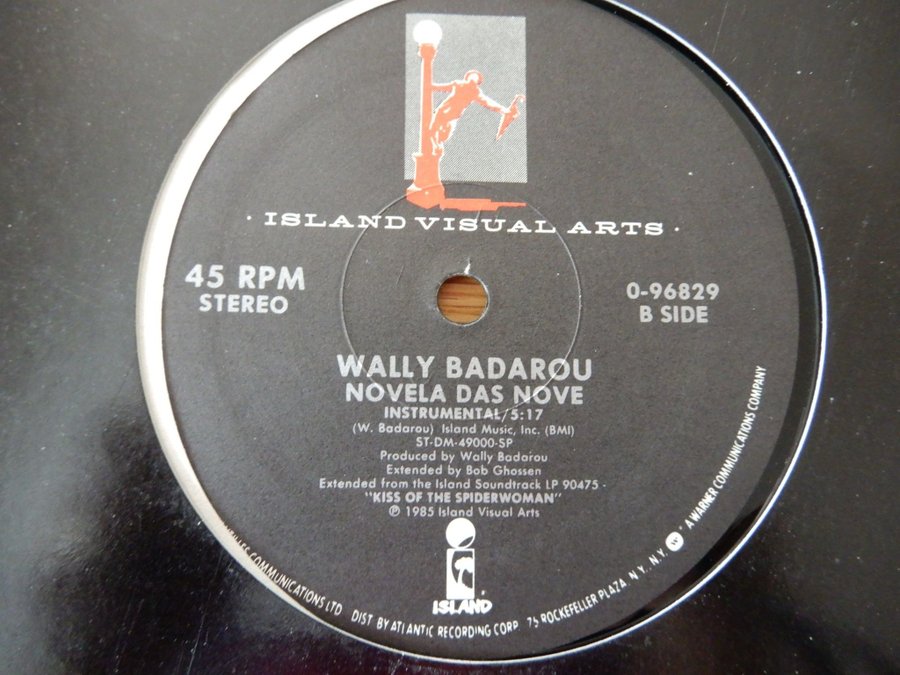 · ISLAND VISUAL ARTS ·
45 RPM
STEREO
0-96829
B SIDE
WALLY BADAROU
NOVELA DAS NOVE
INSTRUMENTAL/5:17
(W. Badarou) Island Music, Inc. (BMI)
ST-DM-49000-SP
Produced by Wally Badarou
Extended by Bob Ghossen
Extended from the Island Soundtrack LP 90475 -
"KISS OF THE SPIDERWOMAN"
℗ 1985 Island Visual Arts
ISLAND
COMMUNICATIONS LTD DIST BY ATLANTIC RECORDING CORP 75 ROCKEFELLER PLAZA N.Y., N.Y. W * A WARNER COMMUNICATIONS COMPANY